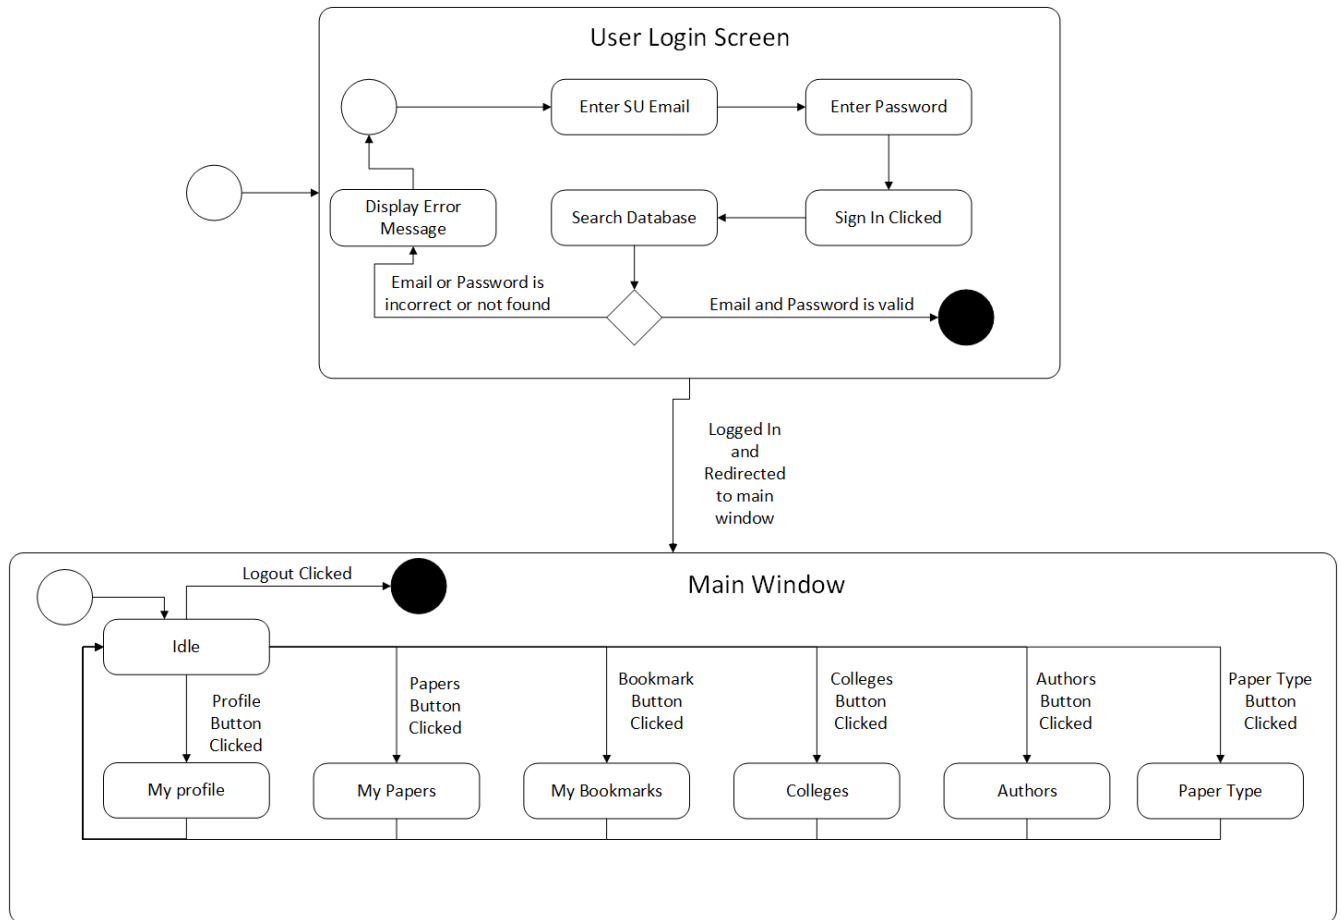 User Login Screen
Enter SU Email
Enter Password
Display Error
Message
Search Database
Sign In Clicked
Email or Password is
incorrect or not found
Email and Password is valid
Logged In
and
Redirected
to main
window
Logout Clicked
Main Window
Idle
Profile
Button
Clicked
Papers
Button
Clicked
Bookmark
Button
Clicked
Colleges
Button
Clicked
Authors
Button
Clicked
Paper Type
Button
Clicked
My profile
My Papers
My Bookmarks
Colleges
Authors
Paper Type